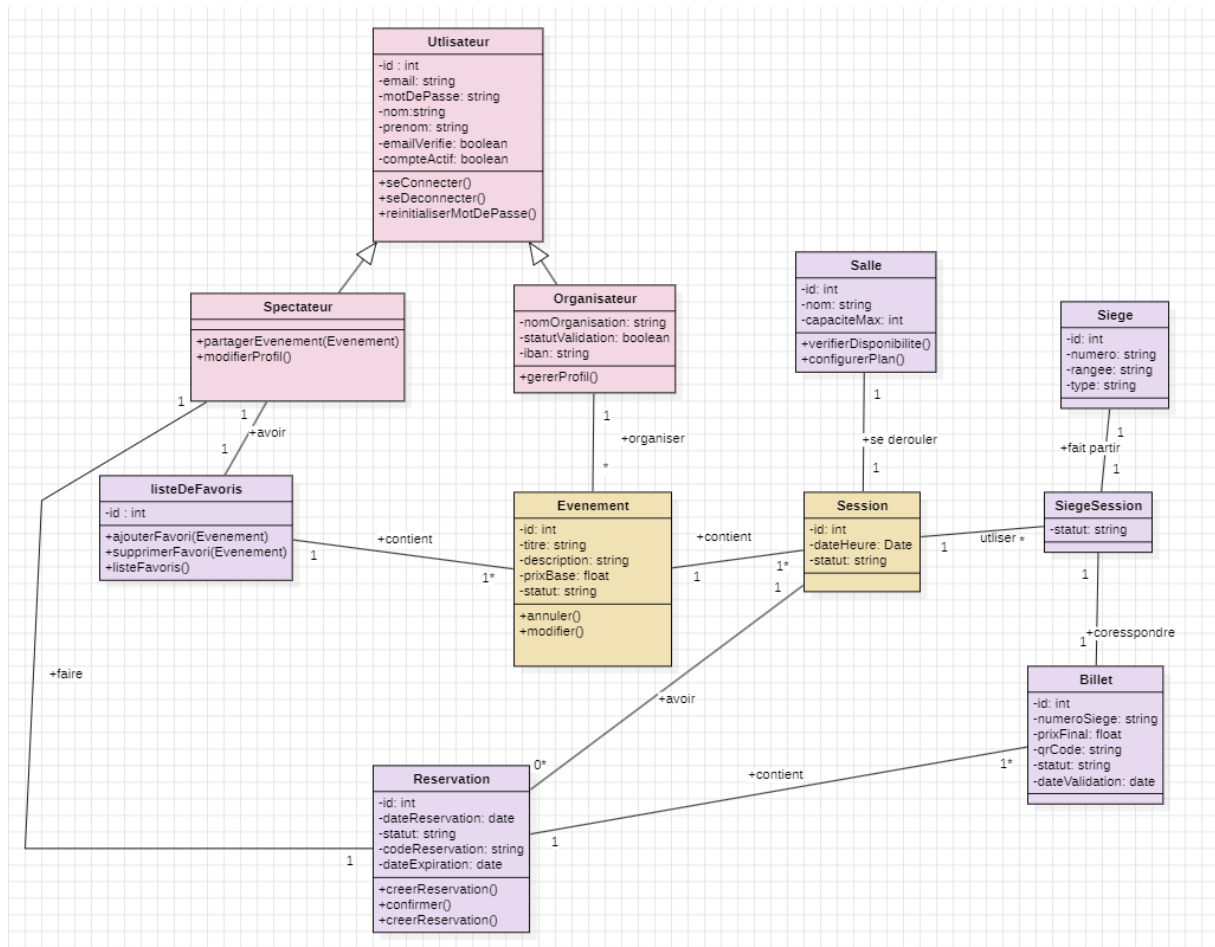 Utlisateur
-id : int
-email: string
-motDePasse: string
-nom:string
-prenom: string
-emailVerifie: boolean
-compteActif: boolean
+seConnecter()
+seDeconnecter()
+reinitialiserMotDePasse()
Spectateur
+partagerEvenement(Evenement)
+modifierProfil()
Organisateur
-nomOrganisation: string
-statutValidation: boolean
-iban: string
+gererProfil()
Salle
-id: int
-nom: string
-capaciteMax: int
+verifierDisponibilite()
+configurerPlan()
Siege
-id: int
-numero: string
-rangee: string
-type: string
1
1
+avoir
1
1
+organiser
*
1
+se derouler
1
1
+fait partir
1
listeDeFavoris
-id : int
+ajouterFavori(Evenement)
+supprimerFavori(Evenement)
+listeFavoris()
+contient
1
1*
Evenement
-id: int
-titre: string
-description: string
-prixBase: float
-statut: string
+annuler()
+modifier()
+contient
1
1*
Session
-id: int
-dateHeure: Date
-statut: string
1
utliser *
SiegeSession
-statut: string
1
+coresspondre
1
1
+avoir
0*
+faire
1
Reservation
-id: int
-dateReservation: date
-statut: string
-codeReservation: string
-dateExpiration: date
+creerReservation()
+confirmer()
+creerReservation()
+contient
1
1*
Billet
-id: int
-numeroSiege: string
-prixFinal: float
-qrCode: string
-statut: string
-dateValidation: date